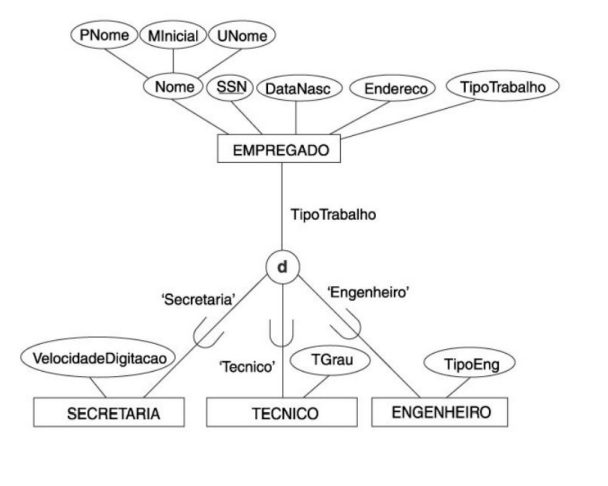 PNome MInicial UNome
Nome SSN DataNasc Endereco TipoTrabalho
EMPREGADO
TipoTrabalho
d
'Secretaria' 'Engenheiro'
'Tecnico'
VelocidadeDigitacao TGrau TipoEng
SECRETARIA TECNICO ENGENHEIRO